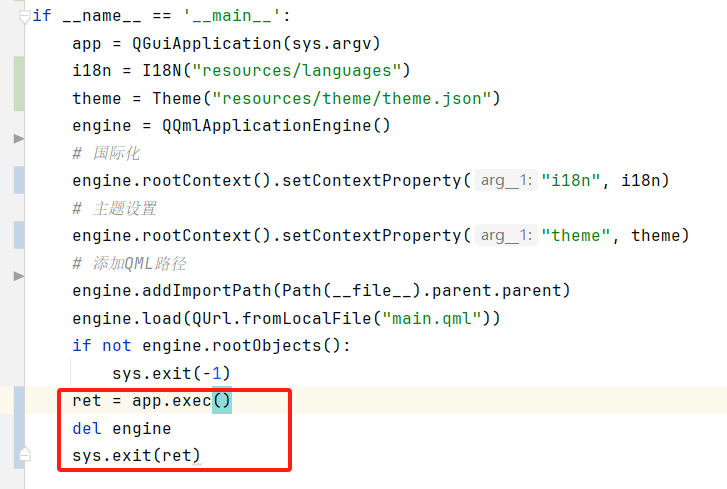 if __name__ == '__main__':
    app = QGuiApplication(sys.argv)
    i18n = I18N("resources/languages")
    theme = Theme("resources/theme/theme.json")
    engine = QQmlApplicationEngine()
    # 国际化
    engine.rootContext().setContextProperty( arg__1: "i18n", i18n)
    # 主题设置
    engine.rootContext().setContextProperty( arg__1: "theme", theme)
    # 添加QML路径
    engine.addImportPath(Path(__file__).parent.parent)
    engine.load(QUrl.fromLocalFile("main.qml"))
    if not engine.rootObjects():
        sys.exit(-1)
    ret = app.exec()
    del engine
    sys.exit(ret)